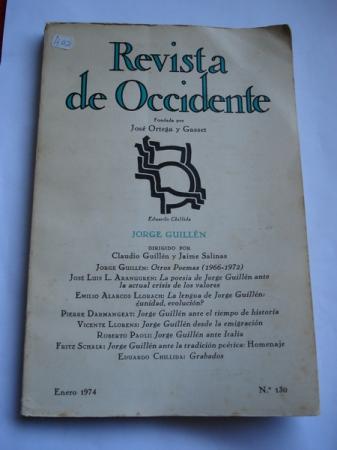 Revista
de Occidente
Fundada por
José Ortega y Gasset
Eduardo Chillida
JORGE GUILLÉN
DIRIGIDO POR
Claudio Guillén y Jaime Salinas
Jorge Guillén: Otros Poemas (1966-1972)
José Luis L. Aranguren: La poesía de Jorge Guillén ante
la actual crisis de los valores
Emilio Alarcos Llorach: La lengua de Jorge Guillén:
¿unidad, evolución?
Pierre Darmangeat: Jorge Guillén ante el tiempo de historia
Vicente Llorens: Jorge Guillén desde la emigración
Roberto Paoli: Jorge Guillén ante Italia
Fritz Schalk: Jorge Guillén ante la tradición poética: Homenaje
Eduardo Chillida: Grabados
Enero 1974
N.º 130